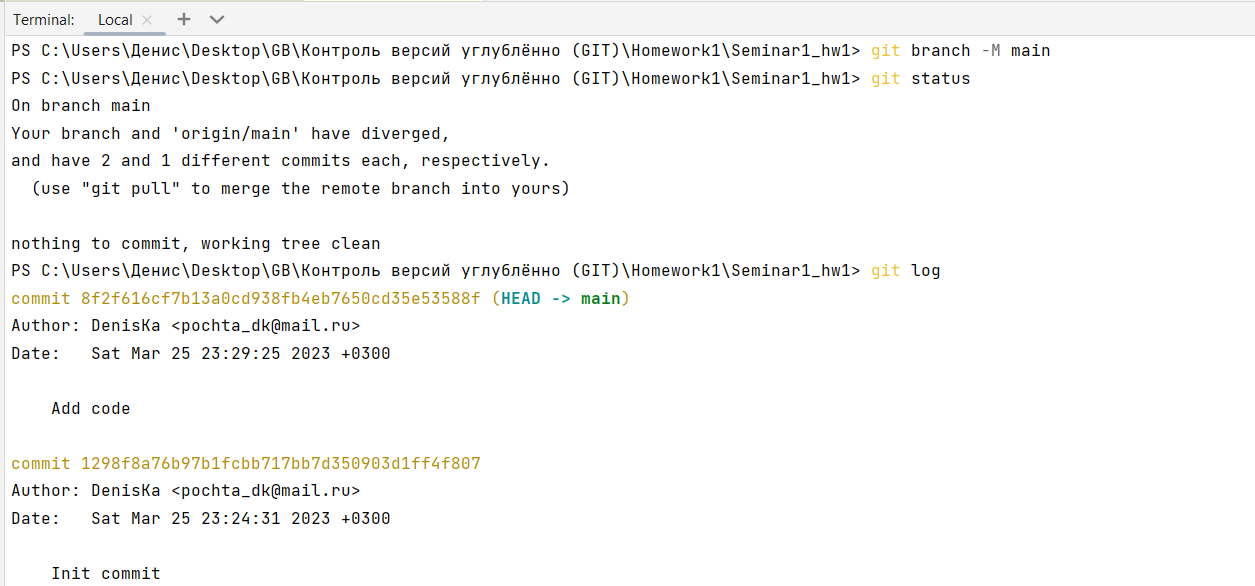 Terminal: Local
PS C:\Users\Денис\Desktop\GB\Контроль версий углублённо (GIT)\Homework1\Seminar1_hw1> git branch -M main
PS C:\Users\Денис\Desktop\GB\Контроль версий углублённо (GIT)\Homework1\Seminar1_hw1> git status
On branch main
Your branch and 'origin/main' have diverged,
and have 2 and 1 different commits each, respectively.
  (use "git pull" to merge the remote branch into yours)
nothing to commit, working tree clean
PS C:\Users\Денис\Desktop\GB\Контроль версий углублённо (GIT)\Homework1\Seminar1_hw1> git log
commit 8f2f616cf7b13a0cd938fb4eb7650cd35e53588f (HEAD -> main)
Author: DenisKa <pochta_dk@mail.ru>
Date:   Sat Mar 25 23:29:25 2023 +0300
    Add code
commit 1298f8a76b97b1fcbb717bb7d350903d1ff4f807
Author: DenisKa <pochta_dk@mail.ru>
Date:   Sat Mar 25 23:24:31 2023 +0300
    Init commit